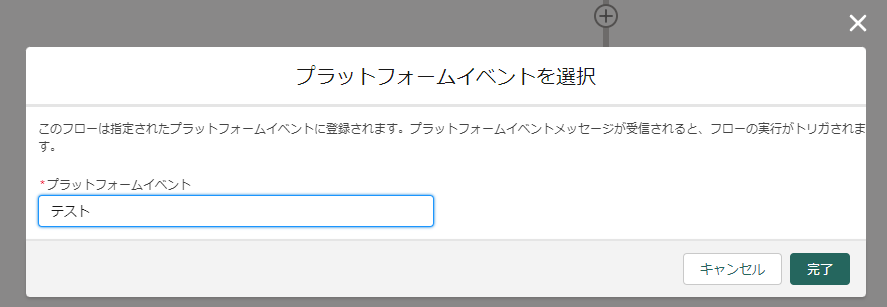 プラットフォームイベントを選択
このフローは指定されたプラットフォームイベントに登録されます。プラットフォームイベントメッセージが受信されると、フローの実行がトリガされま
す。
*プラットフォームイベント
テスト
キャンセル
完了